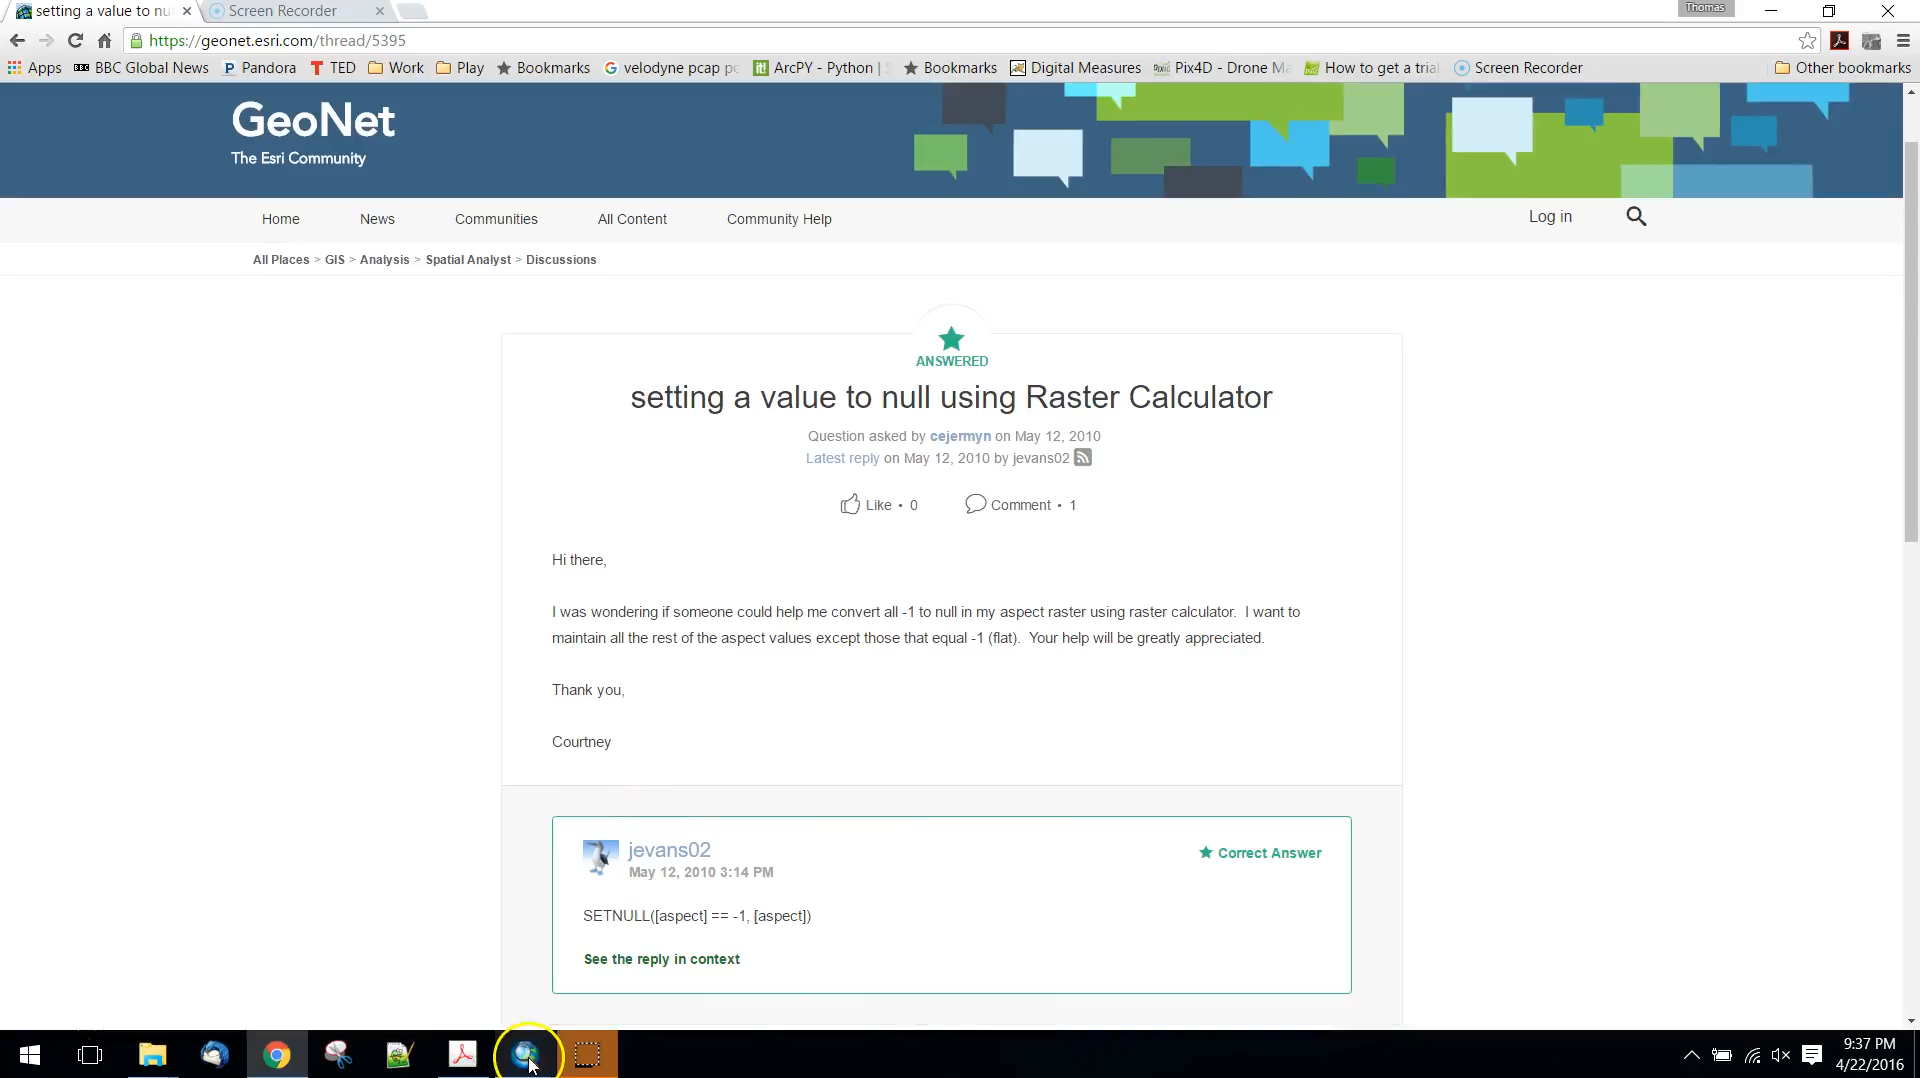 setting a value to nu
Screen Recorder
Thomas
https://geonet.esri.com/thread/5395
Apps
BBC Global News
Pandora
TED
Work
Play
Bookmarks
velodyne pcap pc
ArcPY - Python |
Bookmarks
Digital Measures
Pix4D - Drone Ma
How to get a trial
Screen Recorder
Other bookmarks
GeoNet
The Esri Community
Home
News
Communities
All Content
Community Help
Log in
All Places > GIS > Analysis > Spatial Analyst > Discussions
ANSWERED
setting a value to null using Raster Calculator
Question asked by cejermyn on May 12, 2010
Latest reply on May 12, 2010 by jevans02
Like • 0
Comment • 1
Hi there,
I was wondering if someone could help me convert all -1 to null in my aspect raster using raster calculator. I want to
maintain all the rest of the aspect values except those that equal -1 (flat). Your help will be greatly appreciated.
Thank you,
Courtney
jevans02
Correct Answer
May 12, 2010 3:14 PM
SETNULL([aspect] == -1, [aspect])
See the reply in context
9:37 PM
4/22/2016